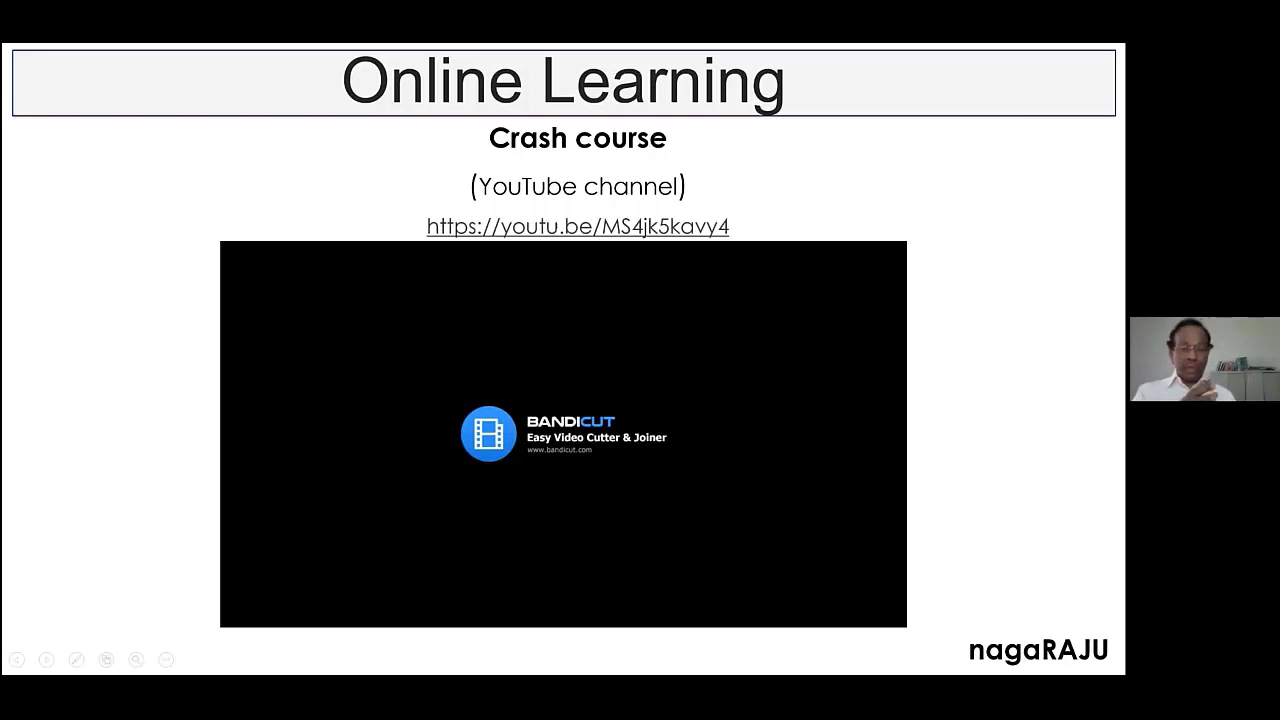 Online Learning
Crash course
(YouTube channel)
https://youtu.be/MS4jk5kavy4
BANDICUT
Easy Video Cutter & Joiner
www.bandicut.com
nagaRAJU